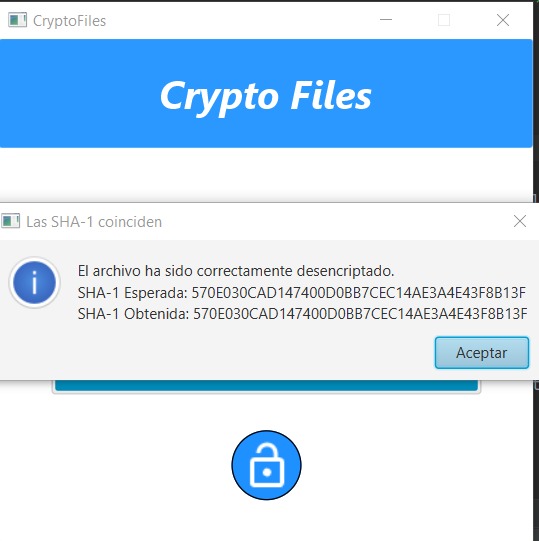 CryptoFiles
Crypto Files
Las SHA-1 coinciden
El archivo ha sido correctamente desencriptado.
SHA-1 Esperada: 570E030CAD147400D0BB7CEC14AE3A4E43F8B13F
SHA-1 Obtenida: 570E030CAD147400D0BB7CEC14AE3A4E43F8B13F
Aceptar